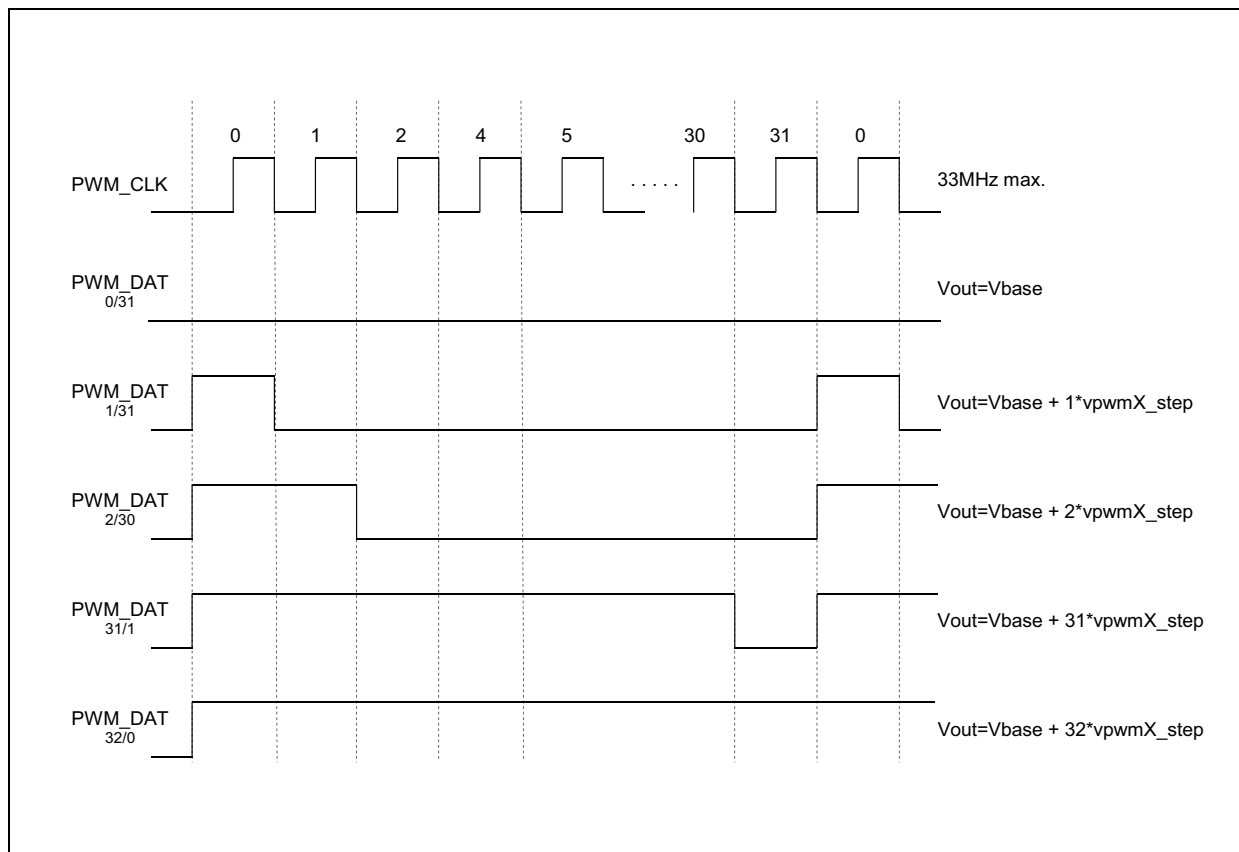 0 1 2 4 5 30 31 0
PWM_CLK ..... 33MHz max.
PWM_DAT
0/31
Vout=Vbase
PWM_DAT
1/31
Vout=Vbase + 1*vpwmX_step
PWM_DAT
2/30
Vout=Vbase + 2*vpwmX_step
PWM_DAT
31/1
Vout=Vbase + 31*vpwmX_step
PWM_DAT
32/0
Vout=Vbase + 32*vpwmX_step